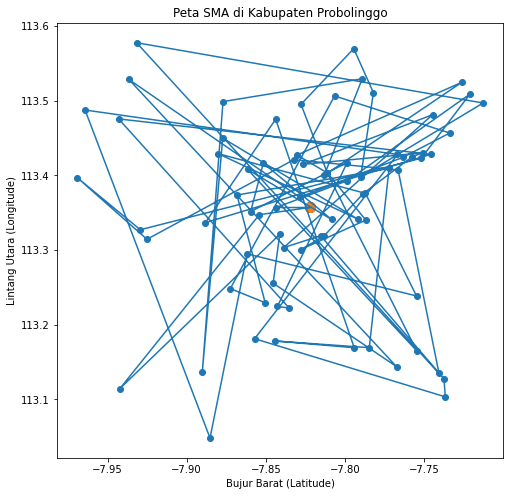 Peta SMA di Kabupaten Probolinggo
Lintang Utara (Longitude)
113.6
113.5
113.4
113.3
113.2
113.1
−7.95 −7.90 −7.85 −7.80 −7.75
Bujur Barat (Latitude)